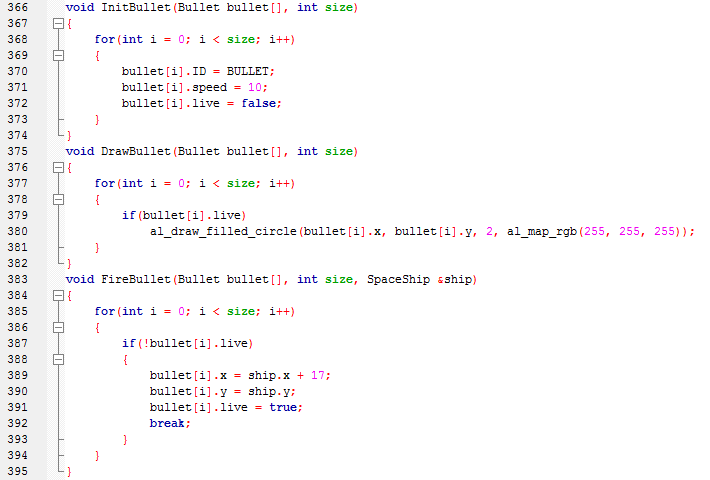 366 void InitBullet(Bullet bullet[], int size)
367 {
368 for(int i = 0; i < size; i++)
369 {
370 bullet[i].ID = BULLET;
371 bullet[i].speed = 10;
372 bullet[i].live = false;
373 }
374 }
375 void DrawBullet(Bullet bullet[], int size)
376 {
377 for(int i = 0; i < size; i++)
378 {
379 if(bullet[i].live)
380 al_draw_filled_circle(bullet[i].x, bullet[i].y, 2, al_map_rgb(255, 255, 255));
381 }
382 }
383 void FireBullet(Bullet bullet[], int size, SpaceShip &ship)
384 {
385 for(int i = 0; i < size; i++)
386 {
387 if(!bullet[i].live)
388 {
389 bullet[i].x = ship.x + 17;
390 bullet[i].y = ship.y;
391 bullet[i].live = true;
392 break;
393 }
394 }
395 }